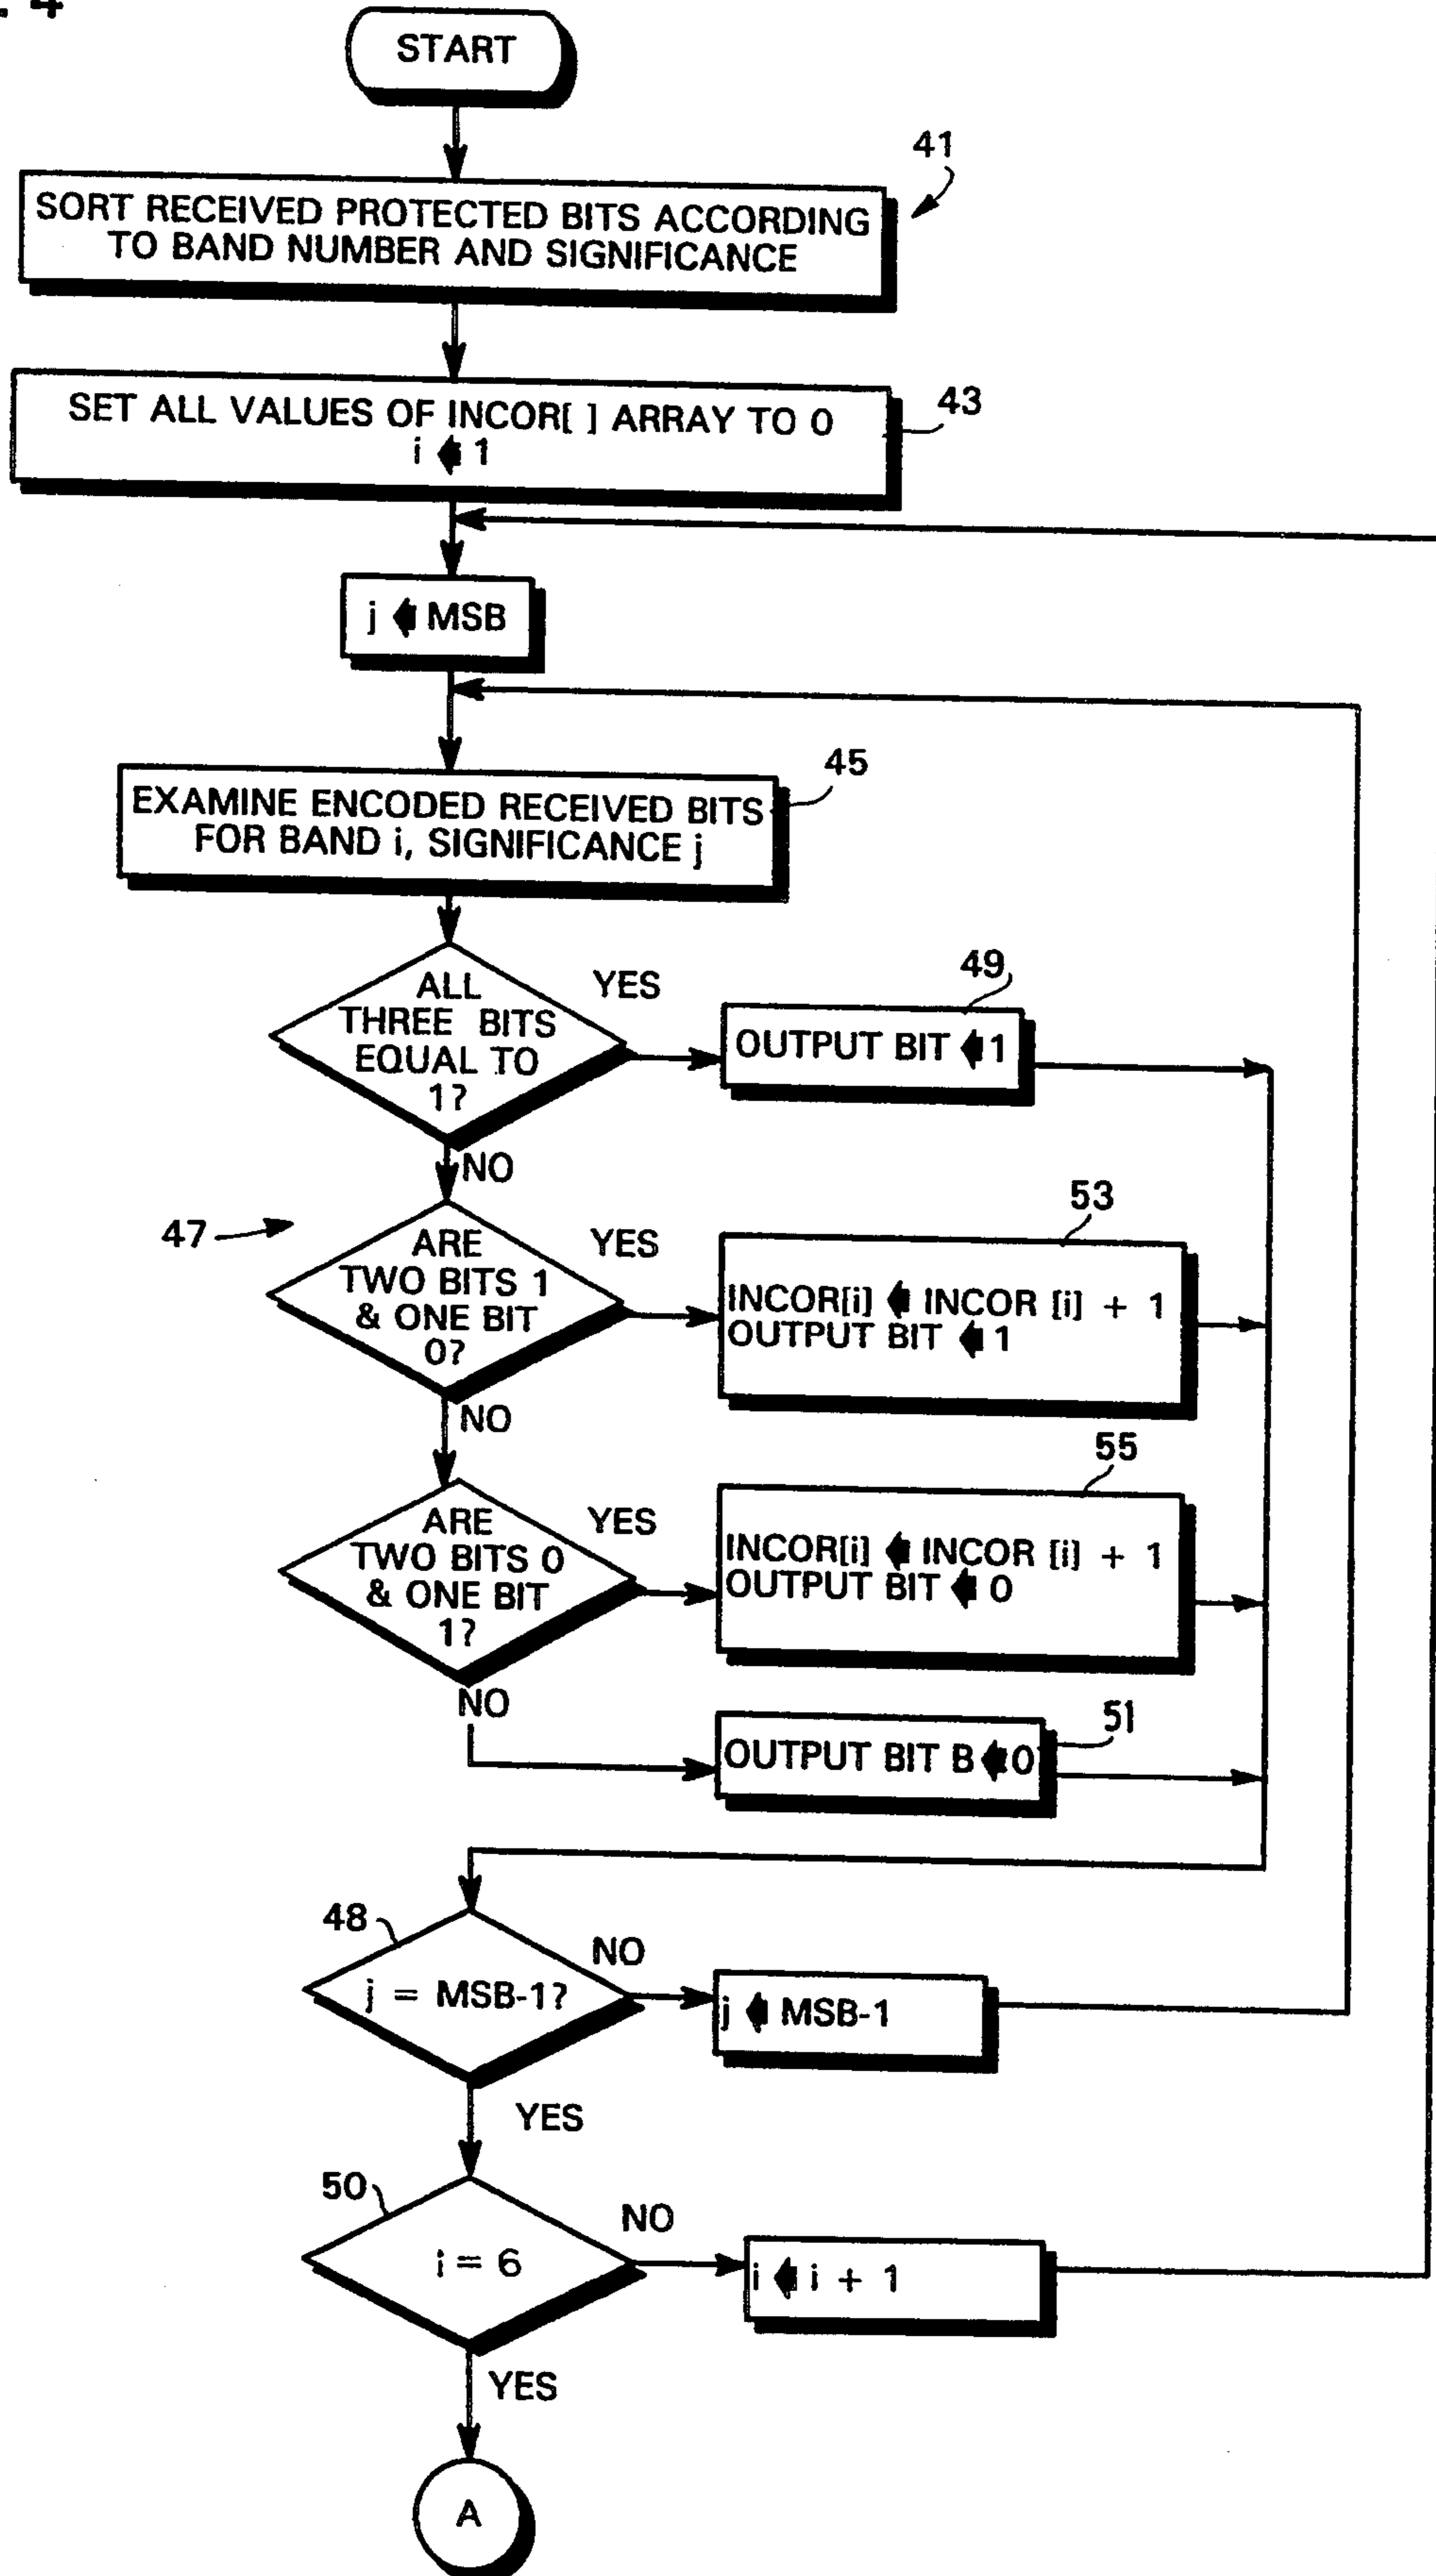 . 4
START
41
SORT RECEIVED PROTECTED BITS ACCORDING
TO BAND NUMBER AND SIGNIFICANCE
43
SET ALL VALUES OF INCOR[ ] ARRAY TO 0
i ← 1
j ← MSB
45
EXAMINE ENCODED RECEIVED BITS
FOR BAND i, SIGNIFICANCE j
ALL
THREE BITS
EQUAL TO
1?
YES
49
OUTPUT BIT ← 1
NO
47
ARE
TWO BITS 1
& ONE BIT
0?
YES
53
INCOR[i] ← INCOR [i] + 1
OUTPUT BIT ← 1
NO
ARE
TWO BITS 0
& ONE BIT
1?
YES
55
INCOR[i] ← INCOR [i] + 1
OUTPUT BIT ← 0
NO
51
OUTPUT BIT B ← 0
48
j = MSB-1?
NO
j ← MSB-1
YES
50
i = 6
NO
i ← i + 1
YES
A